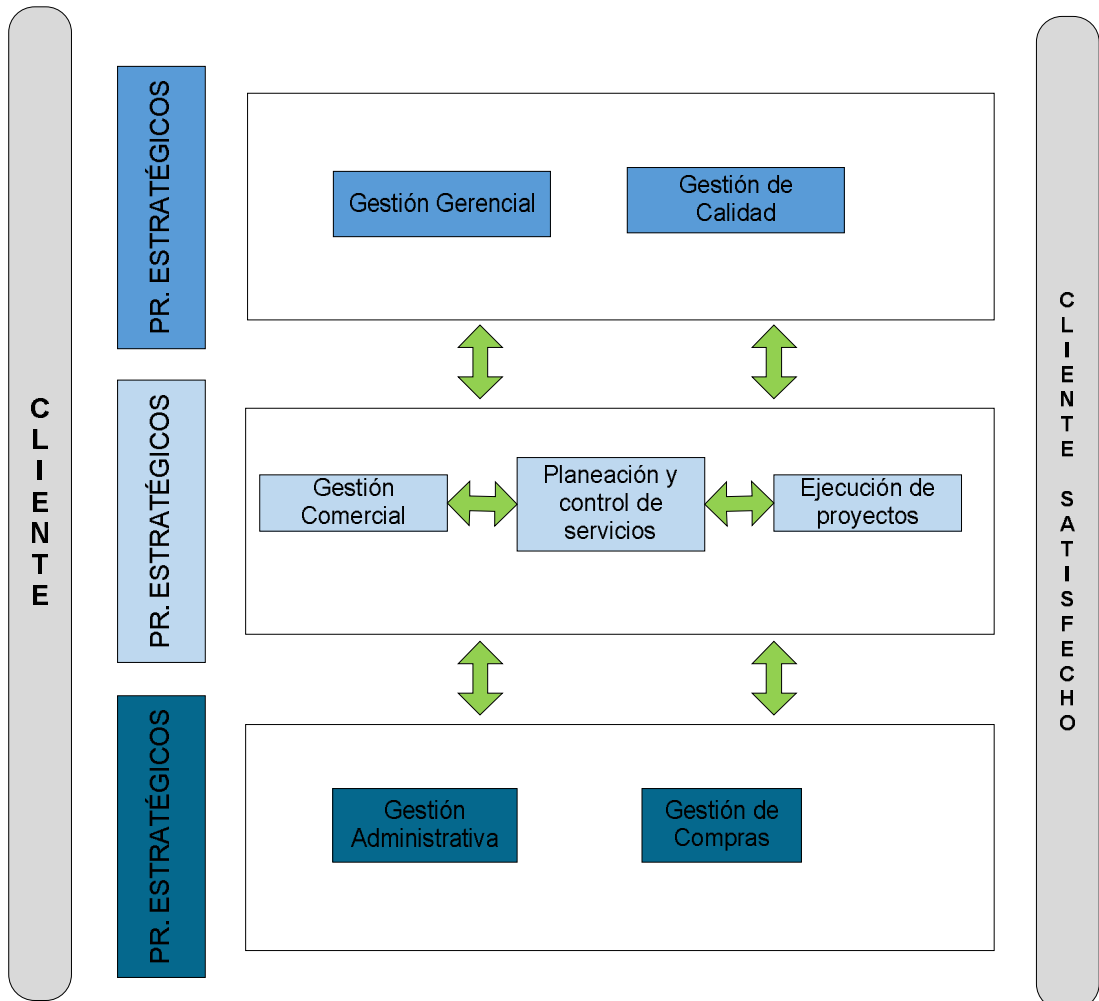 CLIENTE
PR. ESTRATÉGICOS
Gestión Gerencial
Gestión de
Calidad
PR. ESTRATÉGICOS
Gestión
Comercial
Planeación y
control de
servicios
Ejecución de
proyectos
PR. ESTRATÉGICOS
Gestión
Administrativa
Gestión de
Compras
CLIENTE SATISFECHO